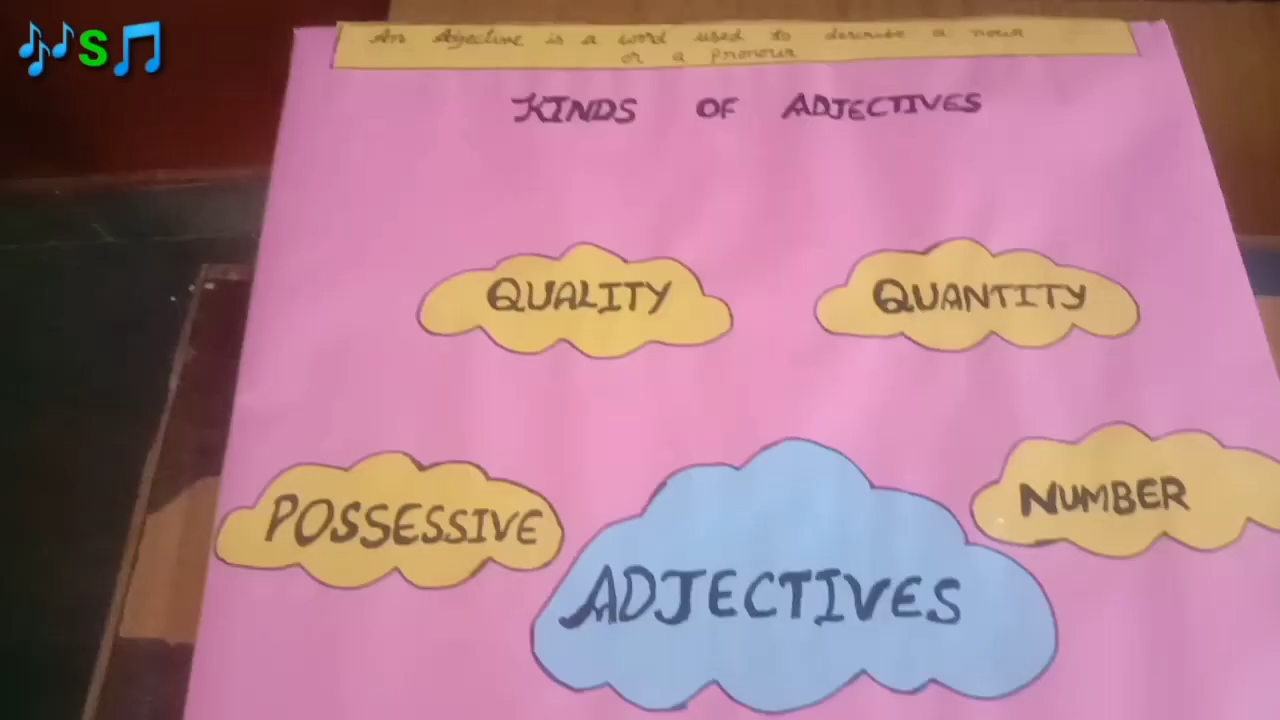 S
An Adjective is a word used to describe a noun
or a pronoun
KINDS OF ADJECTIVES
QUALITY
QUANTITY
POSSESSIVE
NUMBER
ADJECTIVES